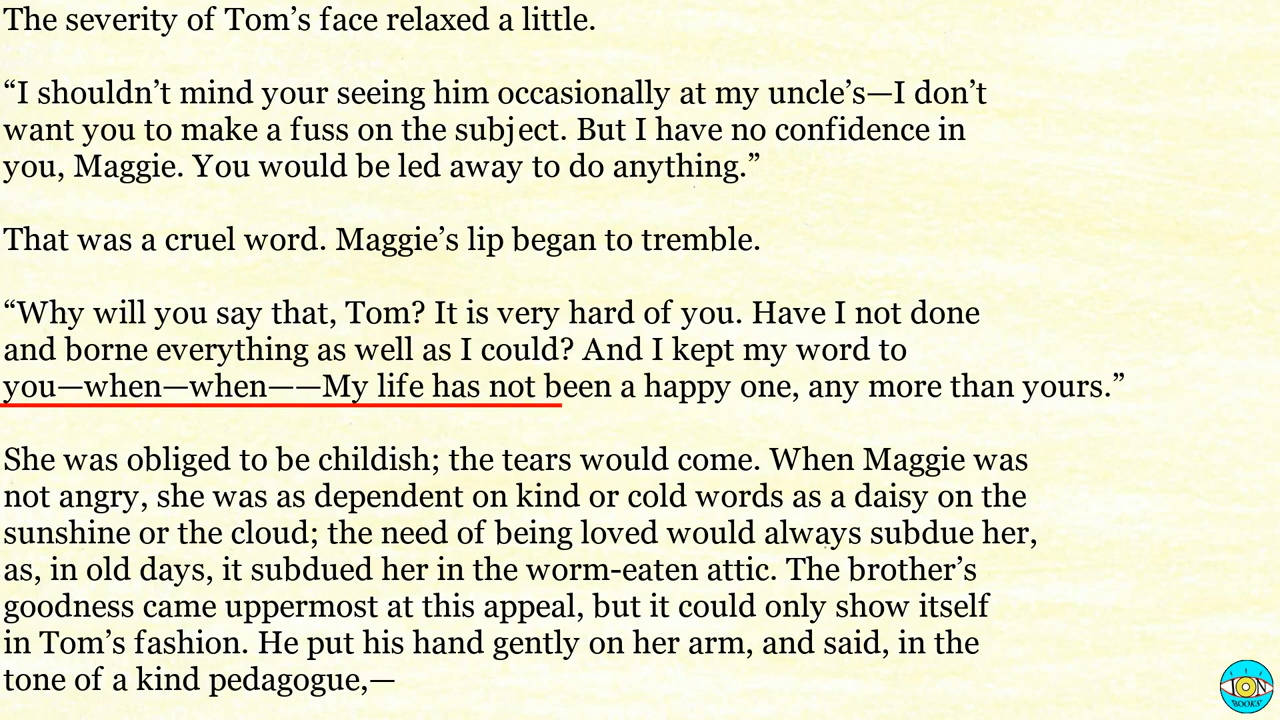 The severity of Tom’s face relaxed a little.
“I shouldn’t mind your seeing him occasionally at my uncle’s—I don’t
want you to make a fuss on the subject. But I have no confidence in
you, Maggie. You would be led away to do anything.”
That was a cruel word. Maggie’s lip began to tremble.
“Why will you say that, Tom? It is very hard of you. Have I not done
and borne everything as well as I could? And I kept my word to
you—when—when——My life has not been a happy one, any more than yours.”
She was obliged to be childish; the tears would come. When Maggie was
not angry, she was as dependent on kind or cold words as a daisy on the
sunshine or the cloud; the need of being loved would always subdue her,
as, in old days, it subdued her in the worm-eaten attic. The brother’s
goodness came uppermost at this appeal, but it could only show itself
in Tom’s fashion. He put his hand gently on her arm, and said, in the
tone of a kind pedagogue,—
ION
BOOKS